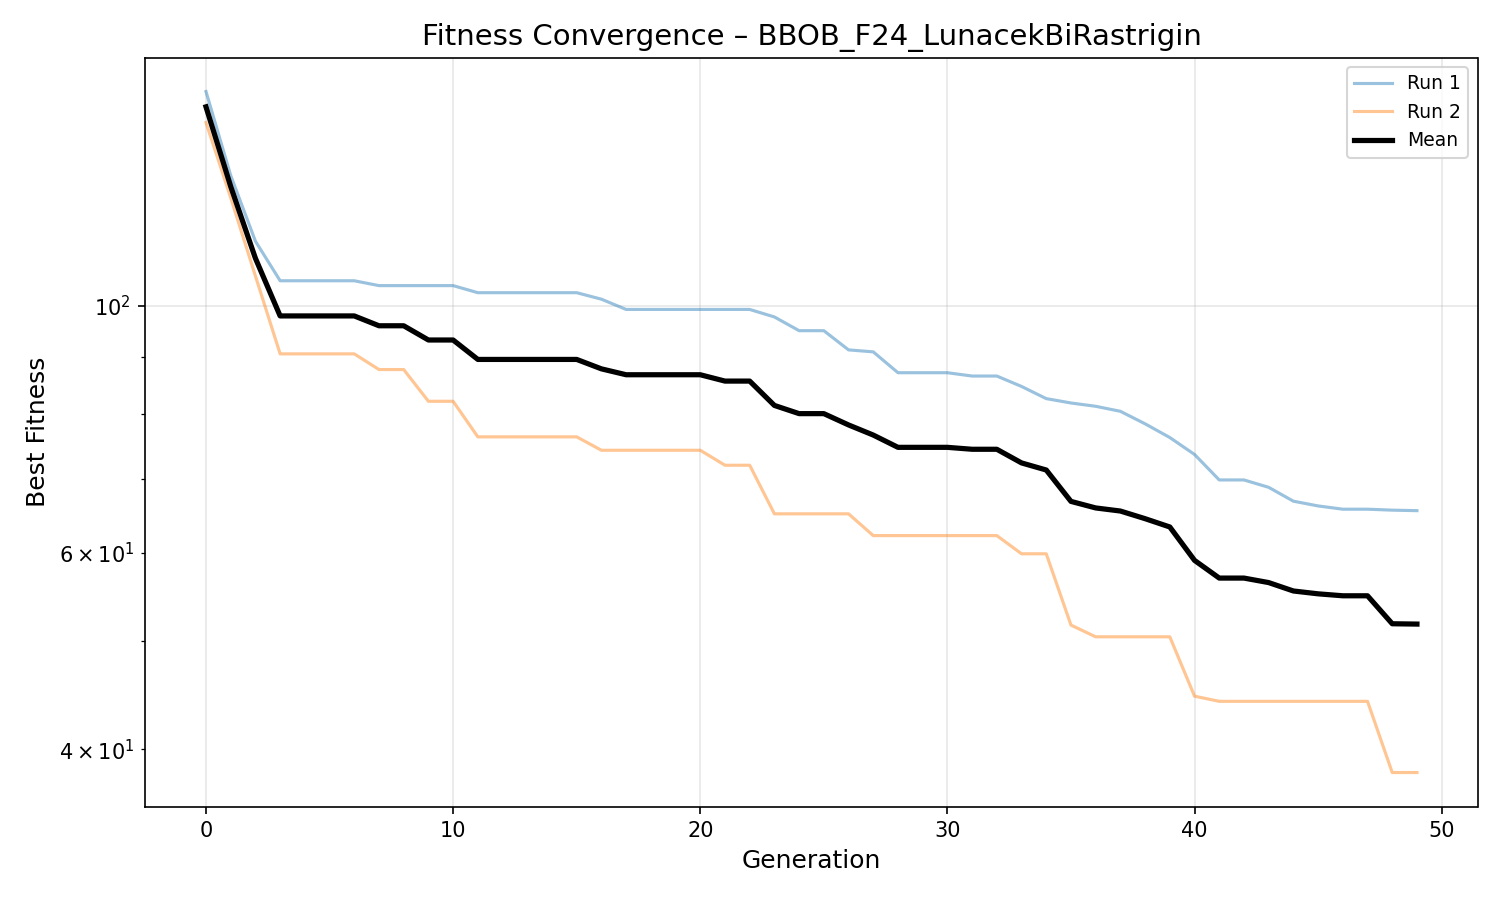 Fitness Convergence – BBOB_F24_LunacekBiRastrigin
Run 1
Run 2
Mean
Best Fitness
10²
6 × 10¹
4 × 10¹
0 10 20 30 40 50
Generation